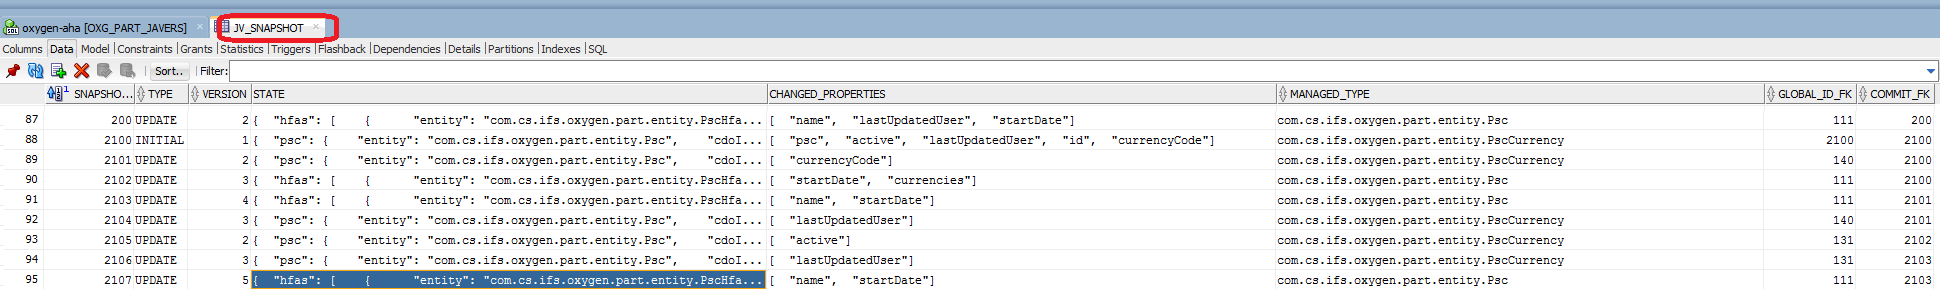 oxygen-aha [OXG_PART_JAVERS] × JV_SNAPSHOT ×
Columns Data Model Constraints Grants Statistics Triggers Flashback Dependencies Details Partitions Indexes SQL
Sort.. Filter:
SNAPSHO... TYPE VERSION STATE CHANGED_PROPERTIES MANAGED_TYPE GLOBAL_ID_FK COMMIT_FK
87 200 UPDATE 2 { "hfas": [ { "entity": "com.cs.ifs.oxygen.part.entity.PscHfa... [ "name", "lastUpdatedUser", "startDate"] com.cs.ifs.oxygen.part.entity.Psc 111 200
88 2100 INITIAL 1 { "psc": { "entity": "com.cs.ifs.oxygen.part.entity.Psc", "cdoI... [ "psc", "active", "lastUpdatedUser", "id", "currencyCode"] com.cs.ifs.oxygen.part.entity.PscCurrency 2100 2100
89 2101 UPDATE 2 { "psc": { "entity": "com.cs.ifs.oxygen.part.entity.Psc", "cdoI... [ "currencyCode"] com.cs.ifs.oxygen.part.entity.PscCurrency 140 2100
90 2102 UPDATE 3 { "hfas": [ { "entity": "com.cs.ifs.oxygen.part.entity.PscHfa... [ "startDate", "currencies"] com.cs.ifs.oxygen.part.entity.Psc 111 2100
91 2103 UPDATE 4 { "hfas": [ { "entity": "com.cs.ifs.oxygen.part.entity.PscHfa... [ "name", "startDate"] com.cs.ifs.oxygen.part.entity.Psc 111 2101
92 2104 UPDATE 3 { "psc": { "entity": "com.cs.ifs.oxygen.part.entity.Psc", "cdoI... [ "lastUpdatedUser"] com.cs.ifs.oxygen.part.entity.PscCurrency 140 2101
93 2105 UPDATE 2 { "psc": { "entity": "com.cs.ifs.oxygen.part.entity.Psc", "cdoI... [ "active"] com.cs.ifs.oxygen.part.entity.PscCurrency 131 2102
94 2106 UPDATE 3 { "psc": { "entity": "com.cs.ifs.oxygen.part.entity.Psc", "cdoI... [ "lastUpdatedUser"] com.cs.ifs.oxygen.part.entity.PscCurrency 131 2103
95 2107 UPDATE 5 { "hfas": [ { "entity": "com.cs.ifs.oxygen.part.entity.PscHfa... [ "name", "startDate"] com.cs.ifs.oxygen.part.entity.Psc 111 2103